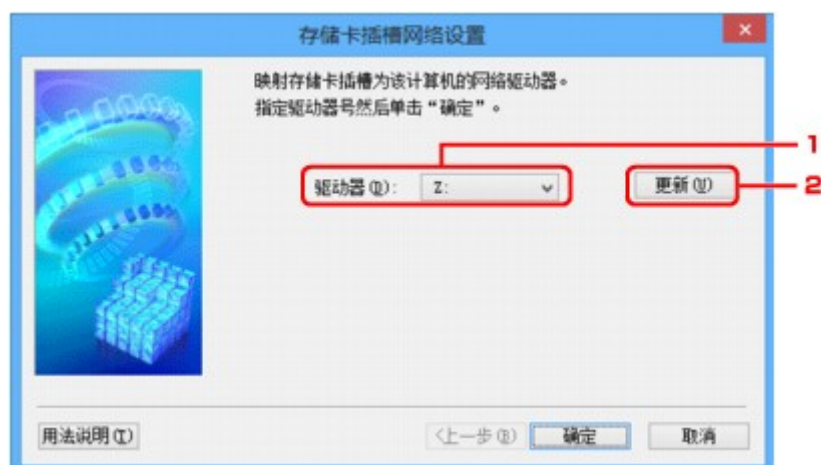 存储卡插槽网络设置
映射存储卡插槽为该计算机的网络驱动器。
指定驱动器号然后单击“确定”。
1
驱动器(D): Z: 更新(U)
2
用法说明(I) <上一步(B) 确定 取消